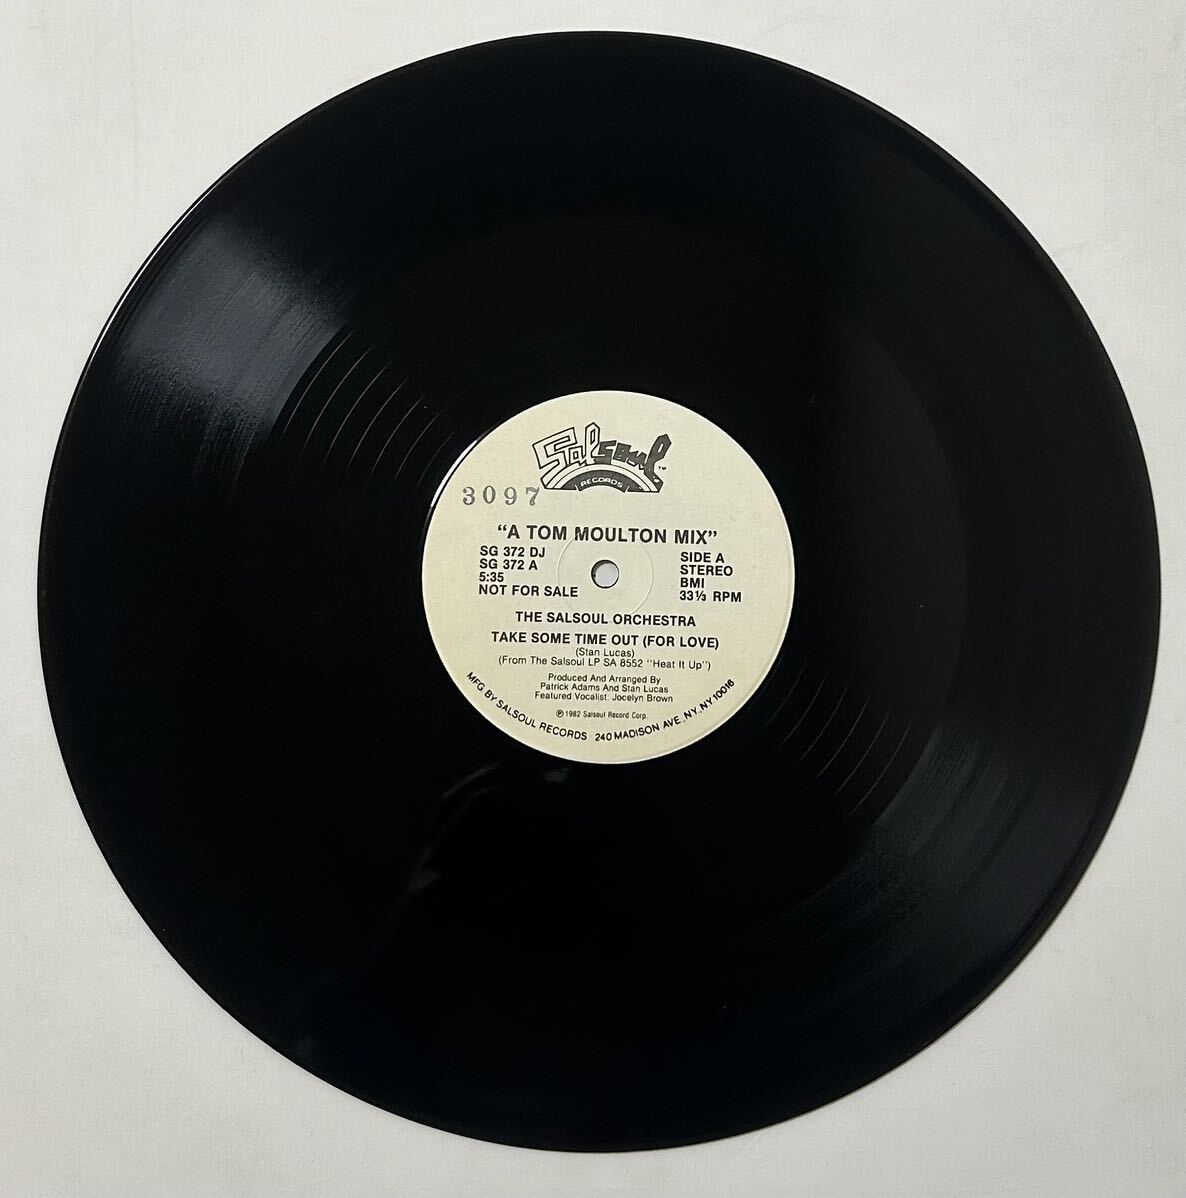 Salsoul™
RECORDS
3097
"A TOM MOULTON MIX"
SG 372 DJ
SG 372 A
5:35
NOT FOR SALE
SIDE A
STEREO
BMI
33⅓ RPM
THE SALSOUL ORCHESTRA
TAKE SOME TIME OUT (FOR LOVE)
(Stan Lucas)
(From The Salsoul LP SA 8552 "Heat It Up")
Produced And Arranged By
Patrick Adams And Stan Lucas
Featured Vocalist: Jocelyn Brown
℗ 1982 Salsoul Record Corp.
MFG. BY SALSOUL RECORDS 240 MADISON AVE., NY, NY 10016